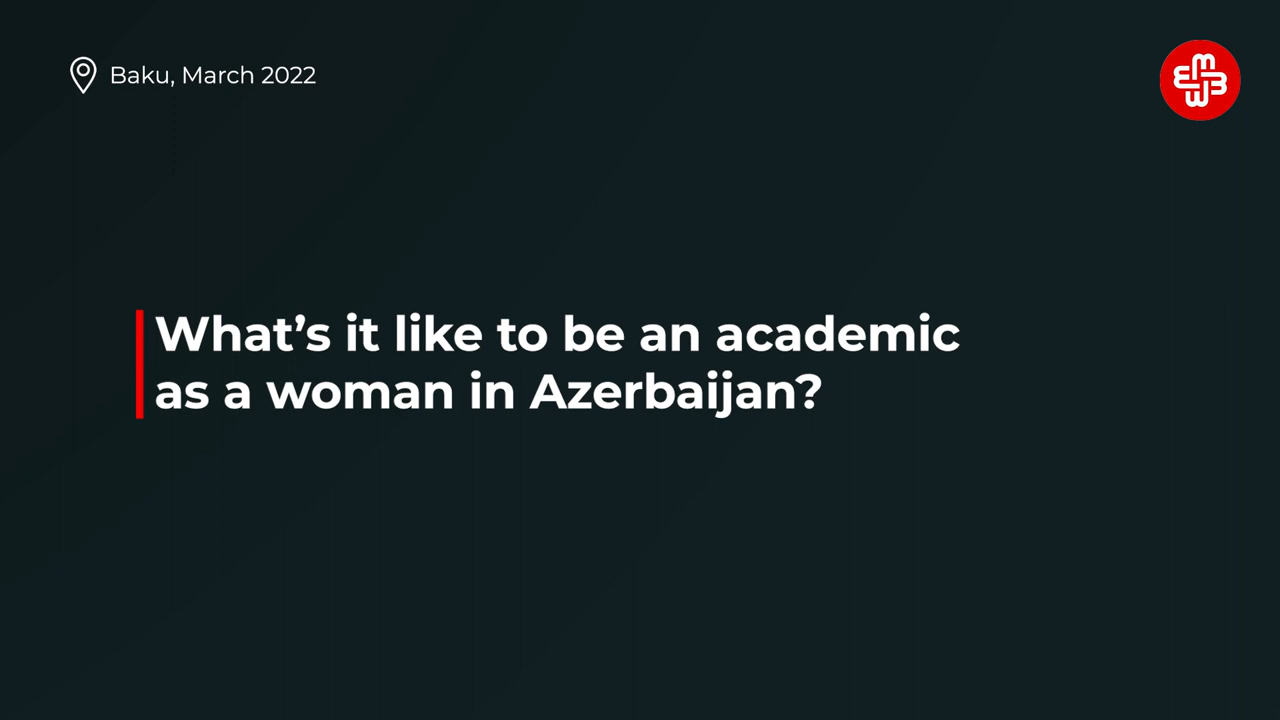 Baku, March 2022
What's it like to be an academic
as a woman in Azerbaijan?